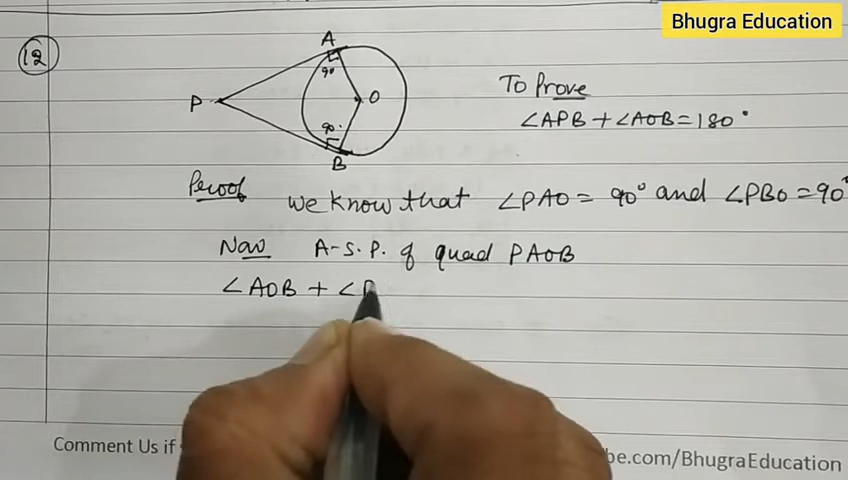 Bhugra Education
12
A
90
P
O
90°
B
To Prove
∠APB + ∠AOB = 180°
Proof We know that ∠PAO = 90° and ∠PBO = 90°
Now A.S.P. of quad PAOB
∠AOB + ∠
Comment Us if
be.com/BhugraEducation